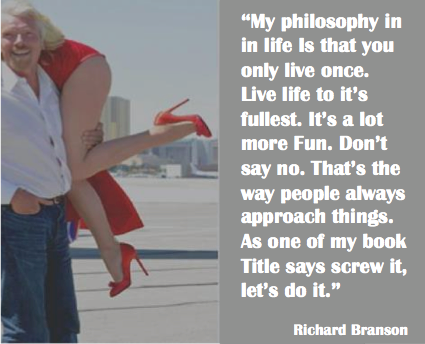 “My philosophy in
in life Is that you
only live once.
Live life to it’s
fullest. It’s a lot
more Fun. Don’t
say no. That’s the
way people always
approach things.
As one of my book
Title says screw it,
let’s do it.”
Richard Branson